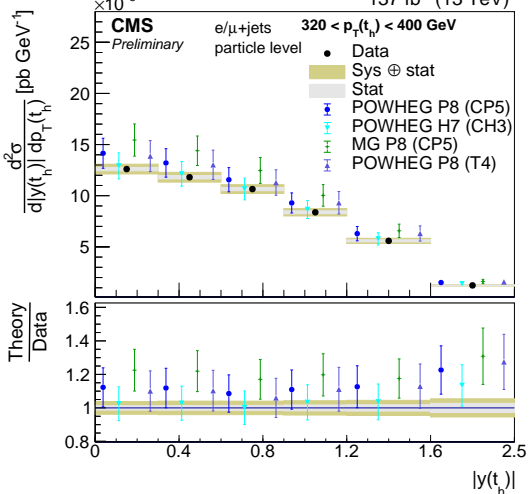 137 fb (13 TeV)
CMS
Preliminary
e/μ+jets
particle level
320 < p_T(t_h) < 400 GeV
Data
Sys ⊕ stat
Stat
POWHEG P8 (CP5)
POWHEG H7 (CH3)
MG P8 (CP5)
POWHEG P8 (T4)
d²σ / d|y(t_h)| dp_T(t_h) [pb GeV⁻¹]
25
20
15
10
5
Theory / Data
1.6
1.4
1.2
1
0.8
0 0.4 0.8 1.2 1.6 2.5
|y(t_h)|